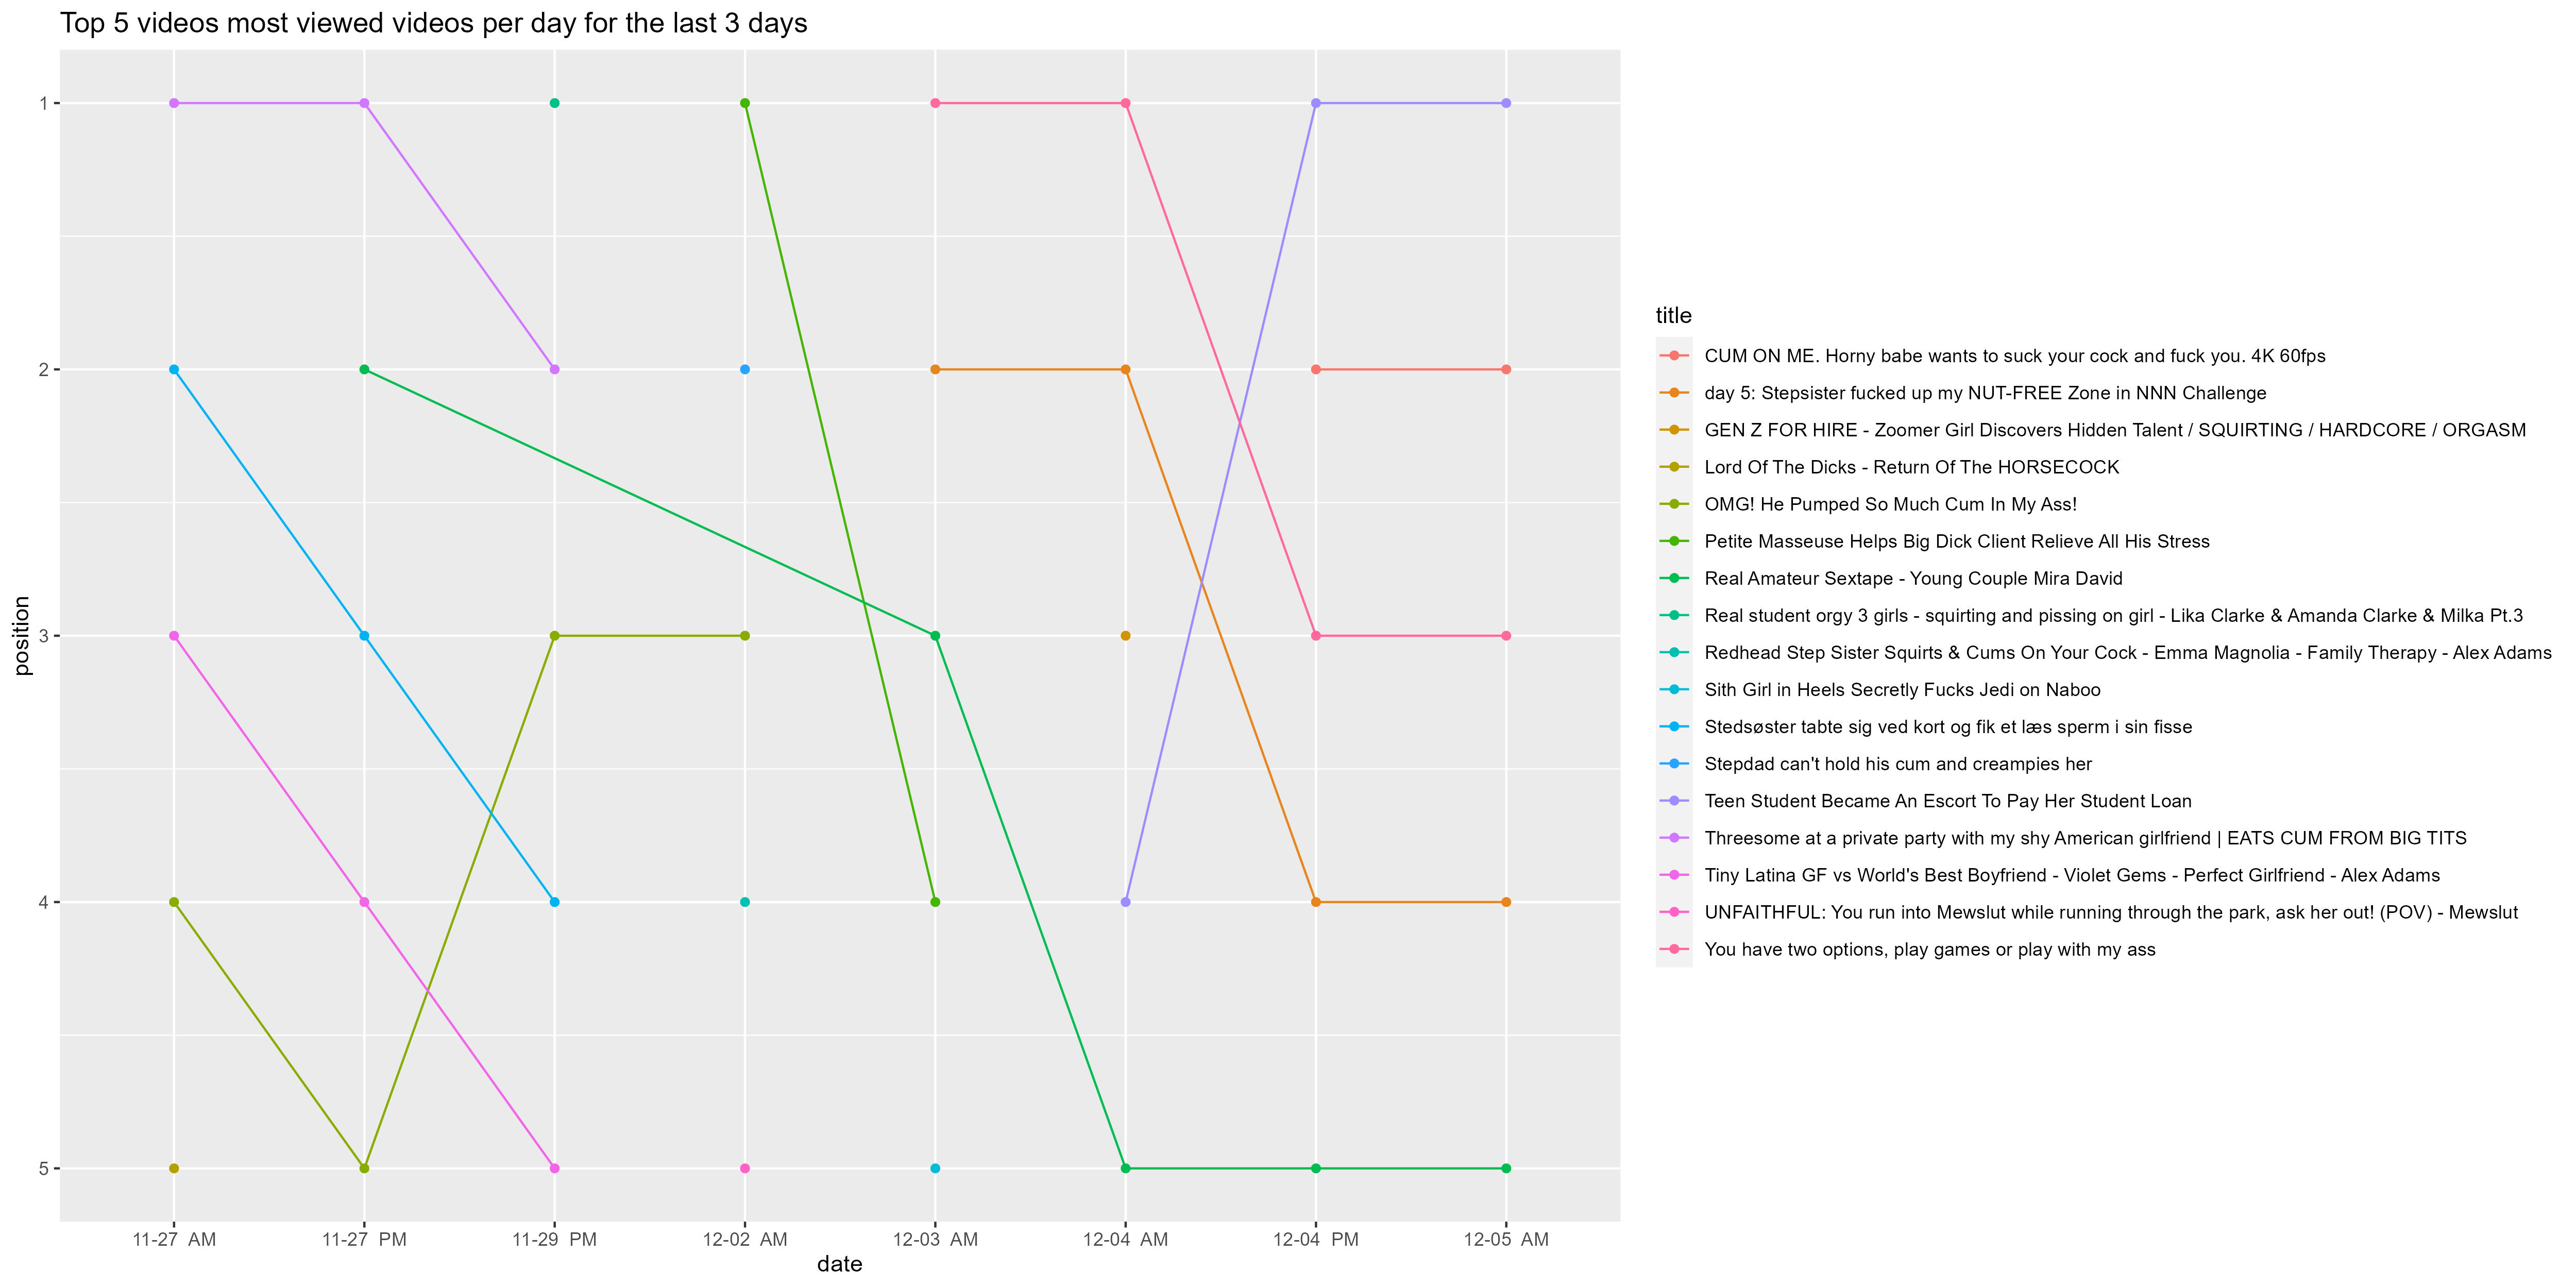 Top 5 videos most viewed videos per day for the last 3 days
position
1
2
3
4
5
11-27 AM
11-27 PM
11-29 PM
12-02 AM
12-03 AM
12-04 AM
12-04 PM
12-05 AM
date
title
CUM ON ME. Horny babe wants to suck your cock and fuck you. 4K 60fps
day 5: Stepsister fucked up my NUT-FREE Zone in NNN Challenge
GEN Z FOR HIRE - Zoomer Girl Discovers Hidden Talent / SQUIRTING / HARDCORE / ORGASM
Lord Of The Dicks - Return Of The HORSECOCK
OMG! He Pumped So Much Cum In My Ass!
Petite Masseuse Helps Big Dick Client Relieve All His Stress
Real Amateur Sextape - Young Couple Mira David
Real student orgy 3 girls - squirting and pissing on girl - Lika Clarke & Amanda Clarke & Milka Pt.3
Redhead Step Sister Squirts & Cums On Your Cock - Emma Magnolia - Family Therapy - Alex Adams
Sith Girl in Heels Secretly Fucks Jedi on Naboo
Stedsøster tabte sig ved kort og fik et læs sperm i sin fisse
Stepdad can't hold his cum and creampies her
Teen Student Became An Escort To Pay Her Student Loan
Threesome at a private party with my shy American girlfriend | EATS CUM FROM BIG TITS
Tiny Latina GF vs World's Best Boyfriend - Violet Gems - Perfect Girlfriend - Alex Adams
UNFAITHFUL: You run into Mewslut while running through the park, ask her out! (POV) - Mewslut
You have two options, play games or play with my ass